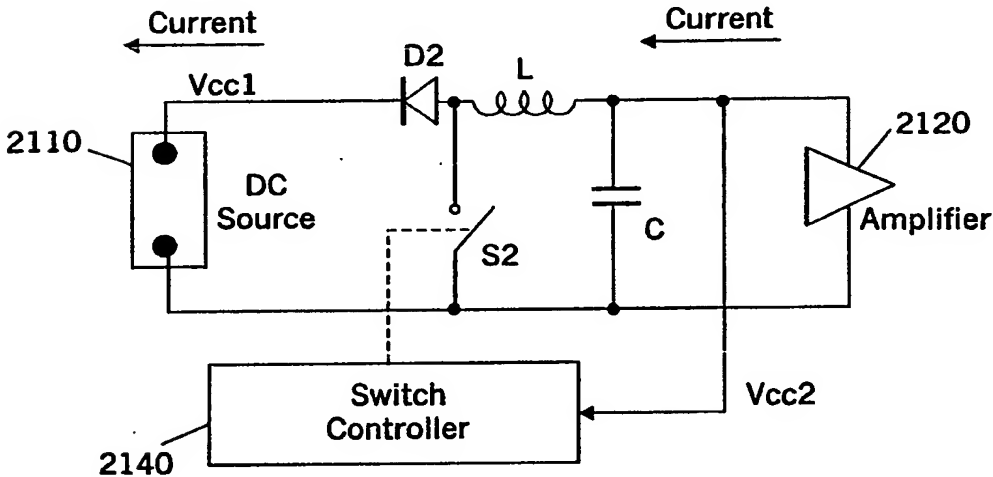 Current
Current
D2
L
Vcc1
2110
2120
DC
Source
S2
C
Amplifier
Switch
Controller
Vcc2
2140